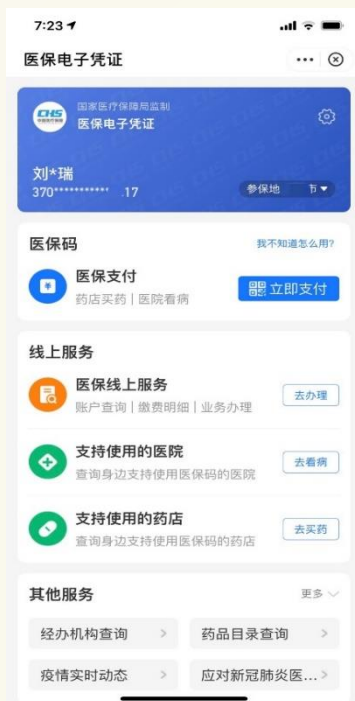 7:23
医保电子凭证
CHS
国家医疗保障局监制
医保电子凭证
刘*瑞
370*********** .17
参保地 市▼
医保码
我不知道怎么用?
医保支付
药店买药 | 医院看病
立即支付
线上服务
医保线上服务
账户查询 | 缴费明细 | 业务办理
去办理
支持使用的医院
查询身边支持使用医保码的医院
去看病
支持使用的药店
查询身边支持使用医保码的药店
去买药
其他服务
更多
经办机构查询 >
药品目录查询 >
疫情实时动态 >
应对新冠肺炎医... >